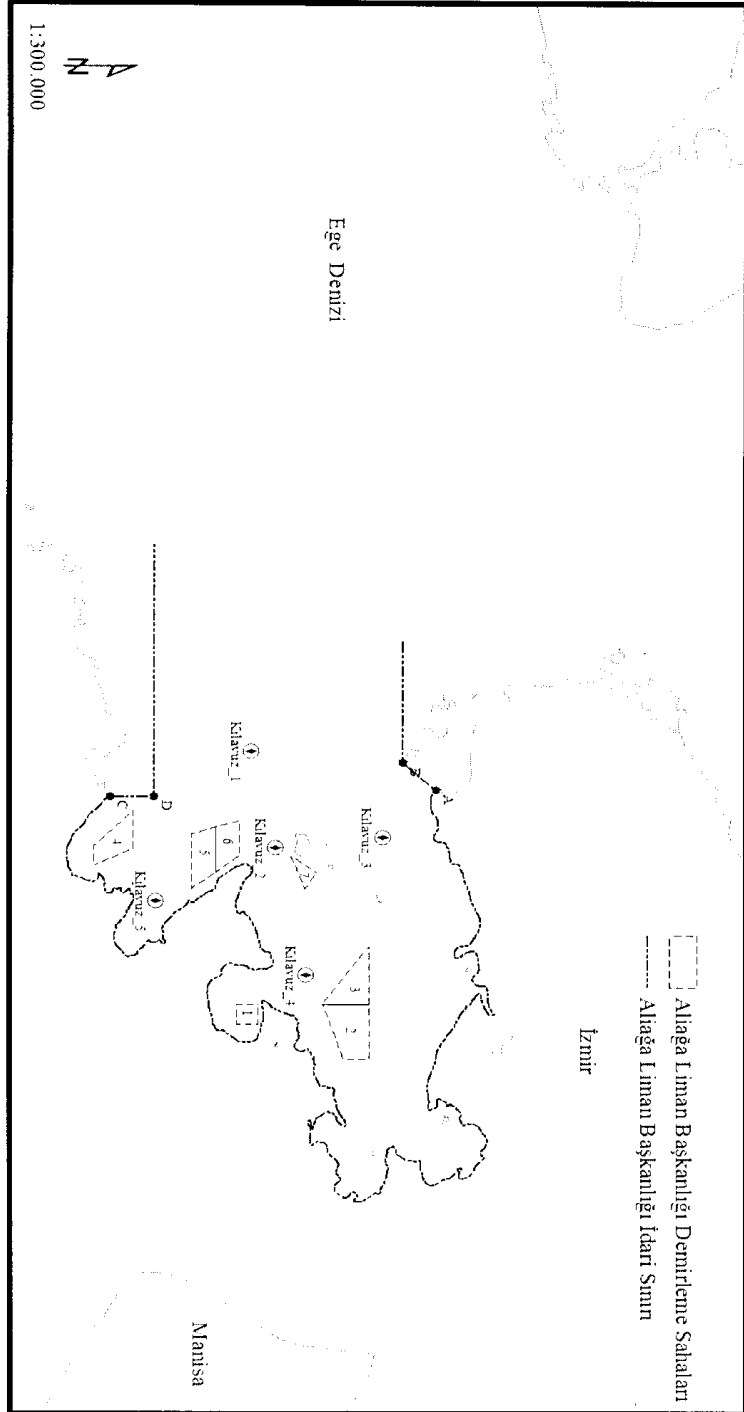 Aliağa Liman Başkanlığı Demirleme Sahaları
Aliağa Liman Başkanlığı İdari Sınırı
İzmir
Ege Denizi
Manisa
A
B
Kılavuz_3
Kılavuz_1
Kılavuz_2
Kılavuz_4
Kılavuz_5
7
3
2
6
5
1
D
C
4
N
1:300.000